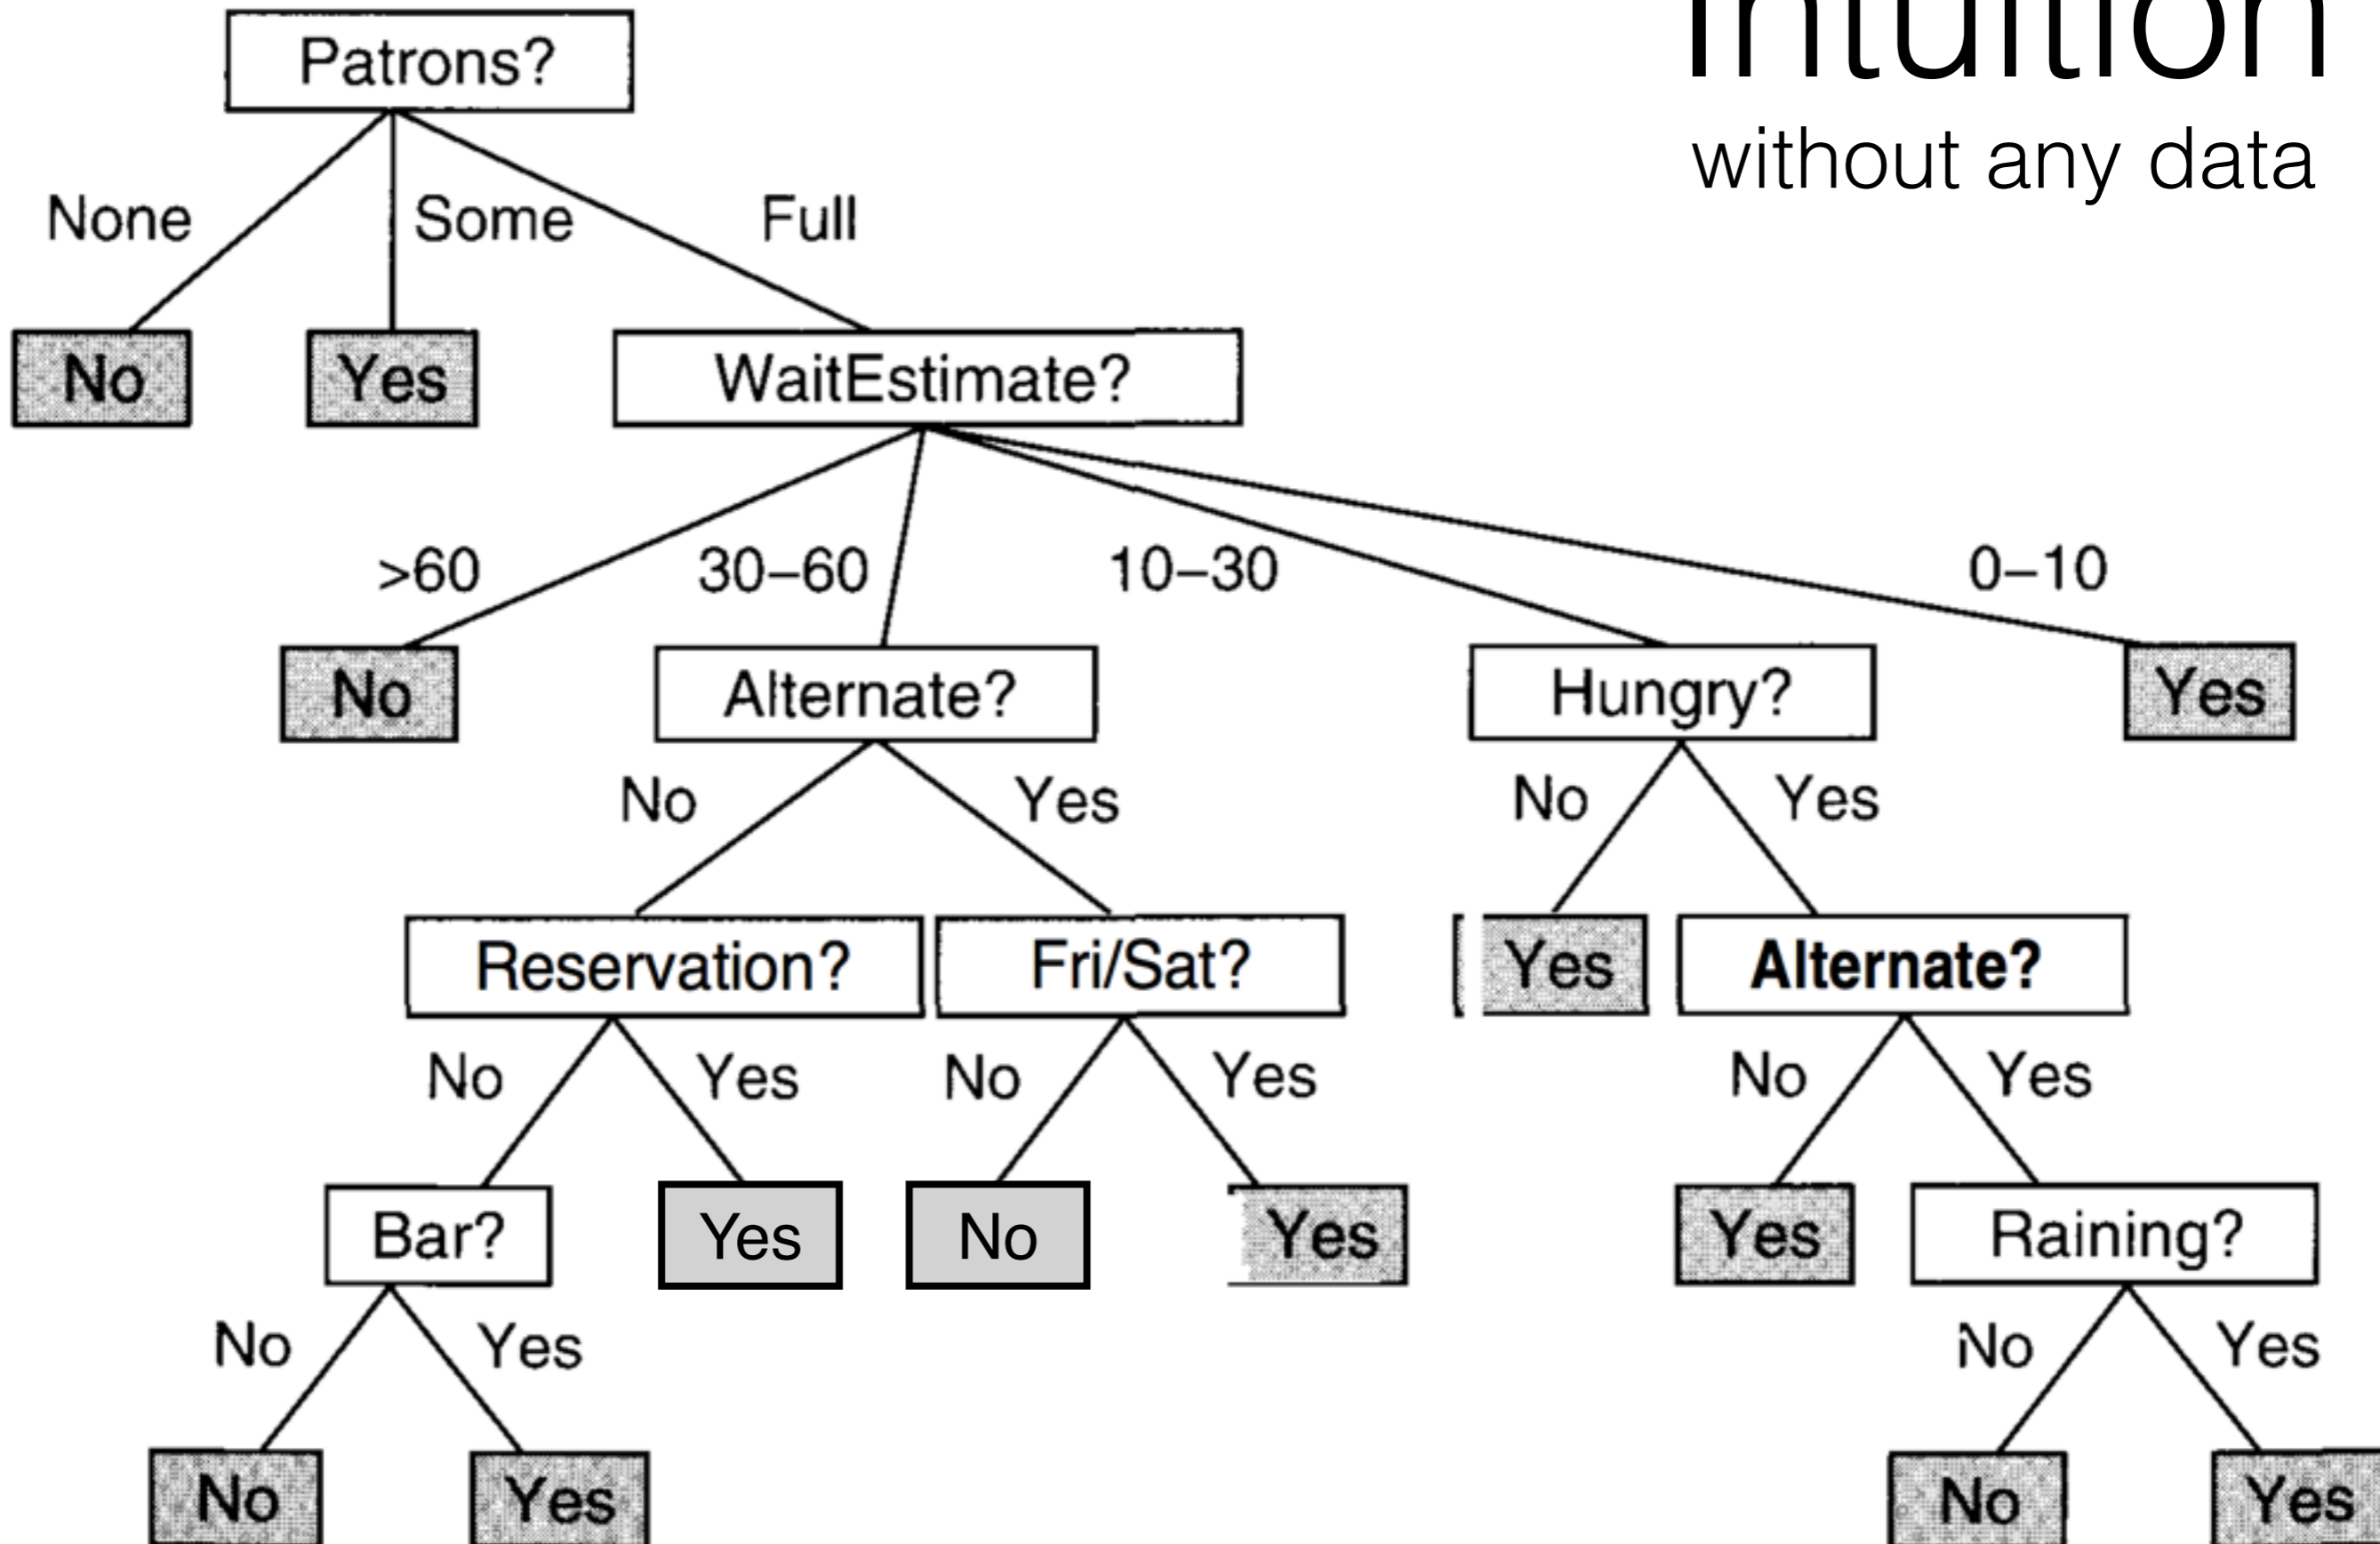 Intuition
without any data
Patrons?
None Some Full
No Yes WaitEstimate?
>60 30–60 10–30 0–10
No Alternate? Hungry? Yes
No Yes No Yes
Reservation? Fri/Sat? Yes Alternate?
No Yes No Yes No Yes
Bar? Yes No Yes Yes Raining?
No Yes No Yes
No Yes No Yes